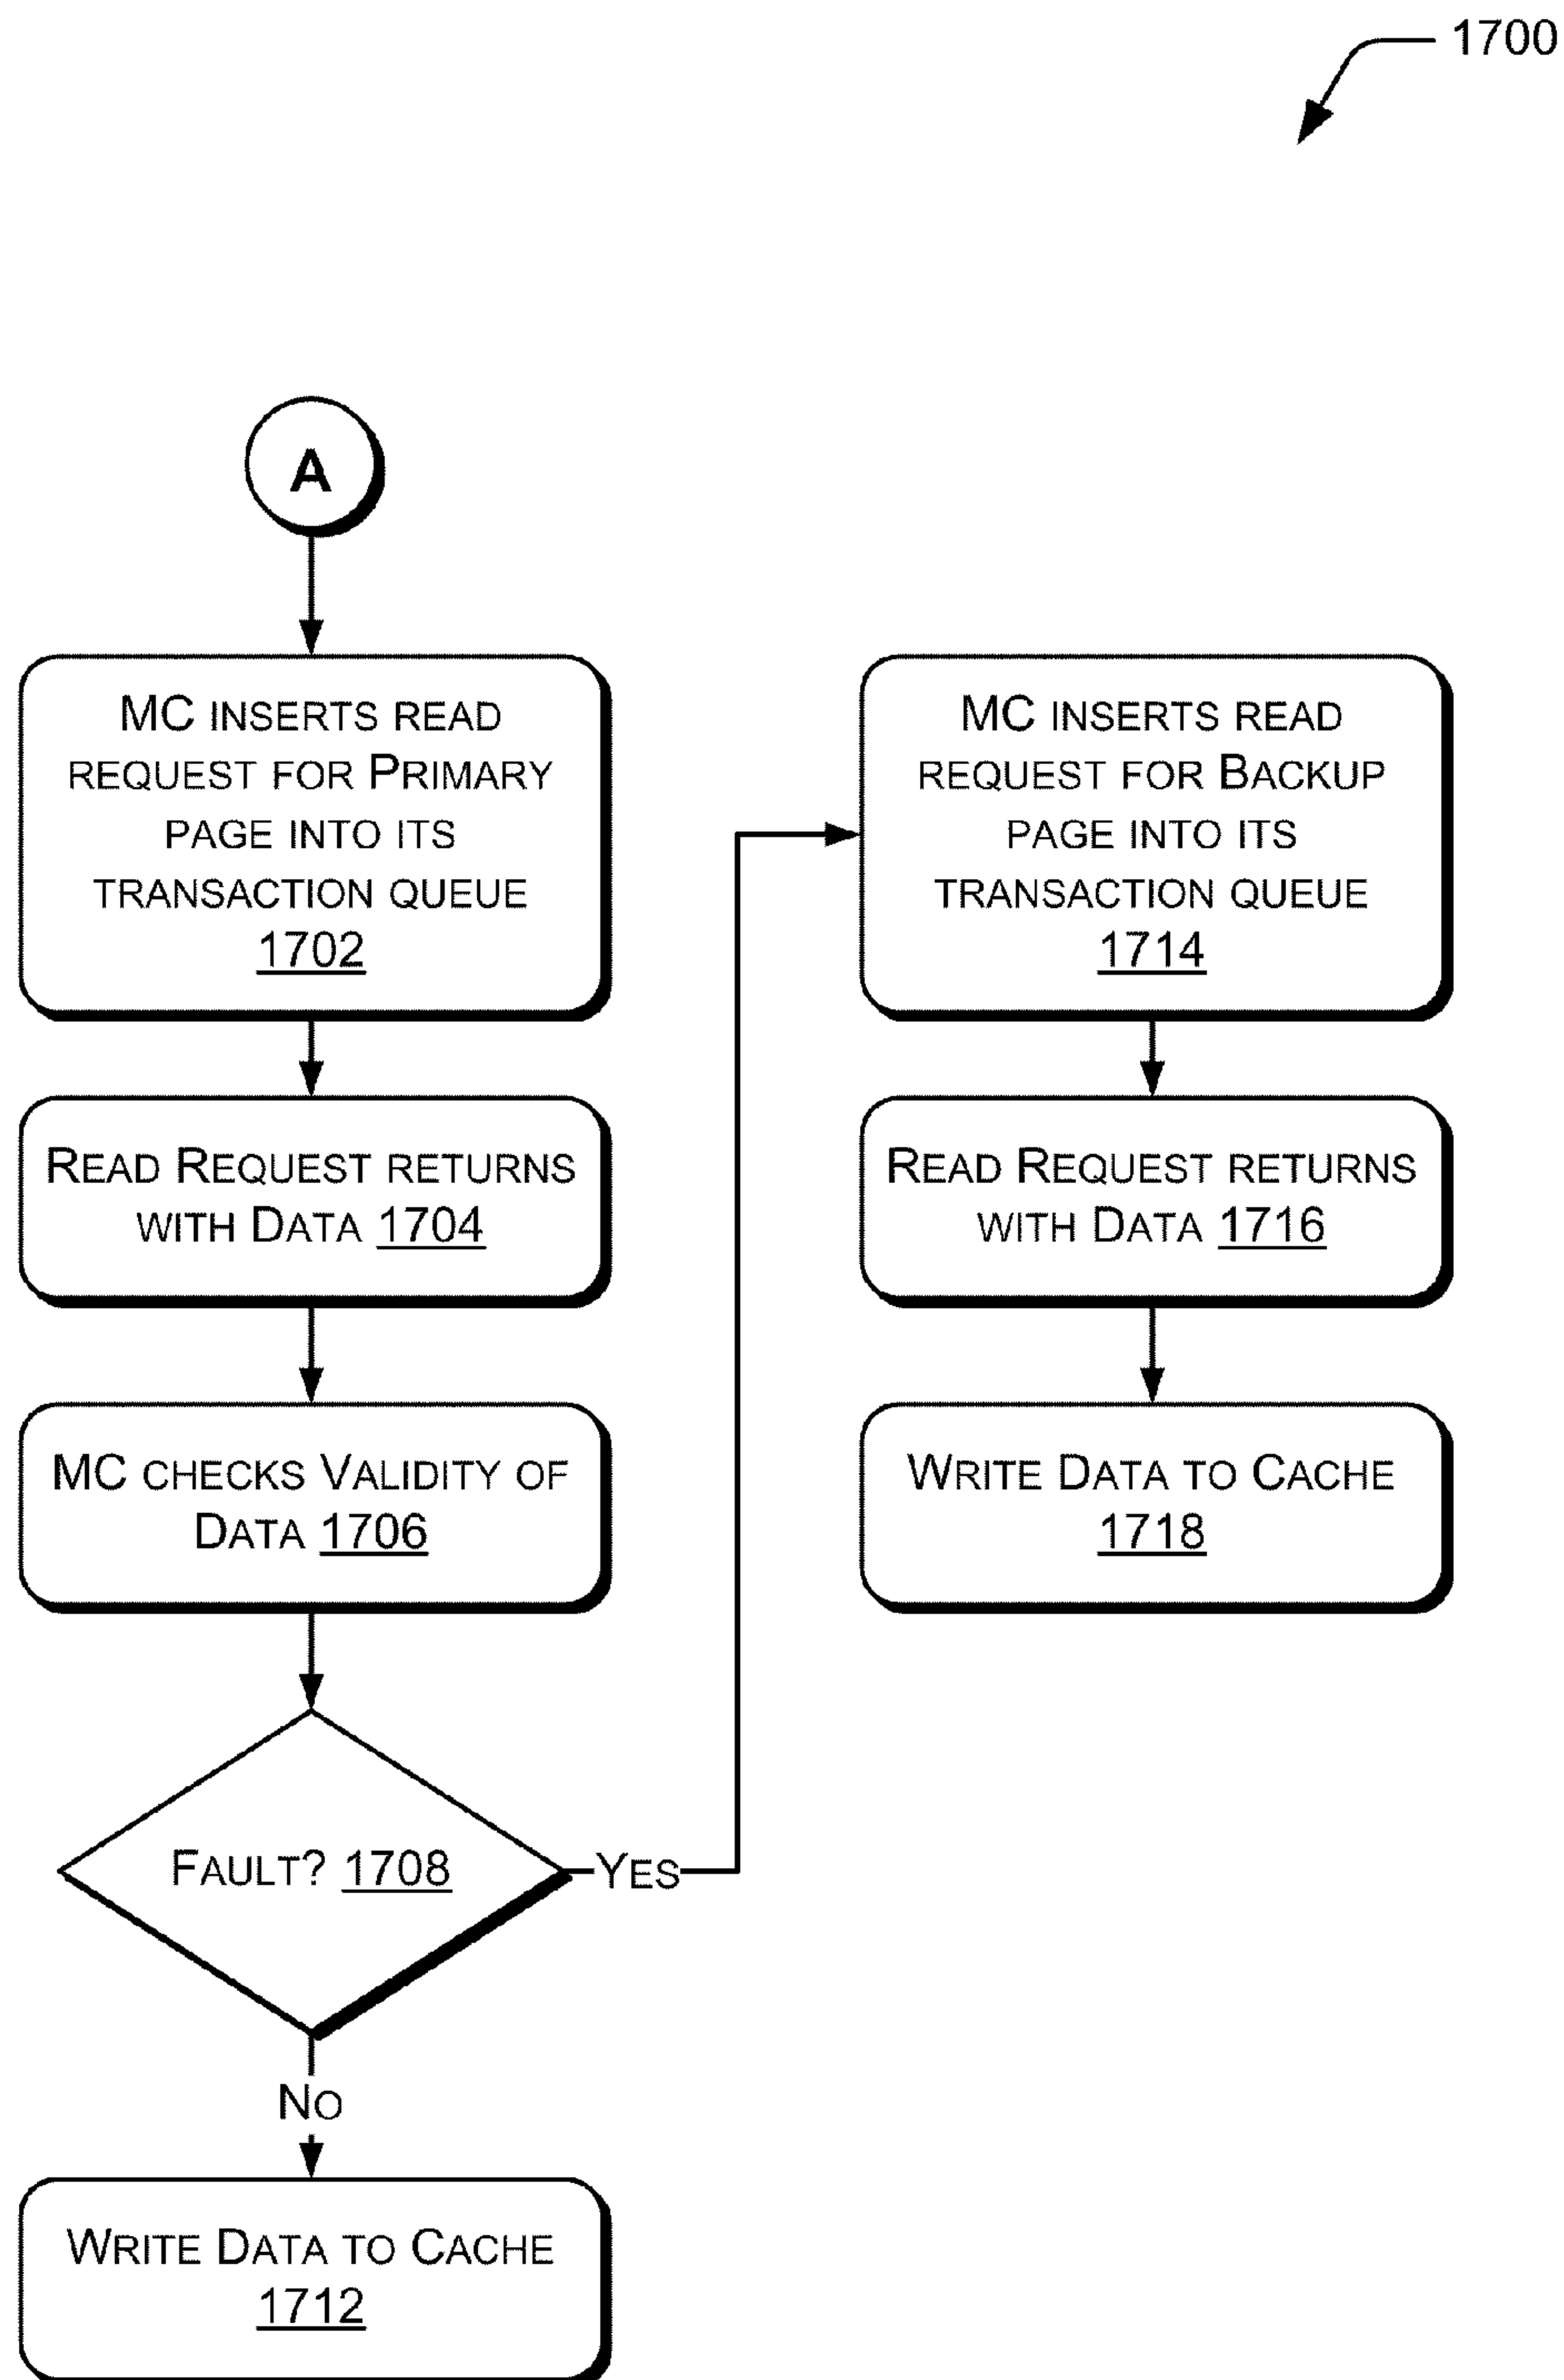 1700
A
MC INSERTS READ
REQUEST FOR PRIMARY
PAGE INTO ITS
TRANSACTION QUEUE
1702
READ REQUEST RETURNS
WITH DATA 1704
MC CHECKS VALIDITY OF
DATA 1706
FAULT? 1708
YES
NO
WRITE DATA TO CACHE
1712
MC INSERTS READ
REQUEST FOR BACKUP
PAGE INTO ITS
TRANSACTION QUEUE
1714
READ REQUEST RETURNS
WITH DATA 1716
WRITE DATA TO CACHE
1718